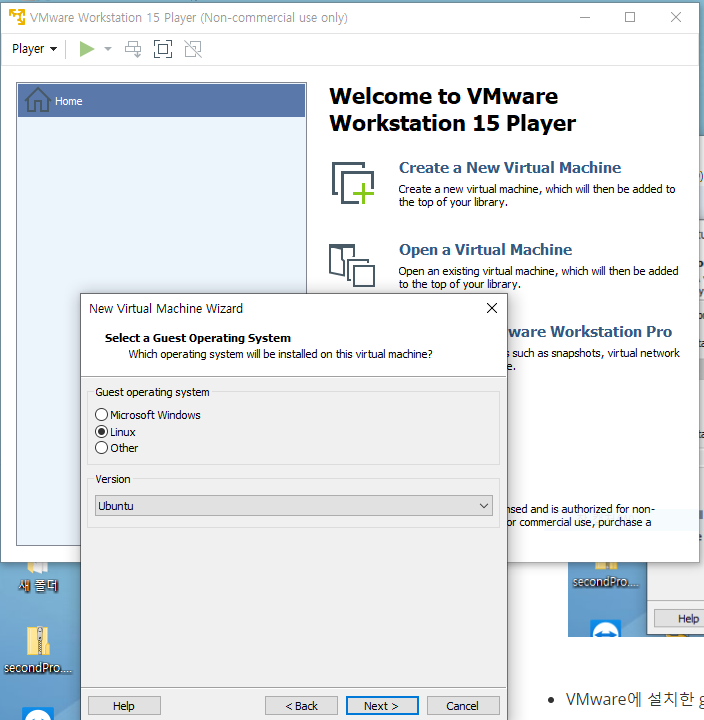 VMware Workstation 15 Player (Non-commercial use only)
Player
Home
Welcome to VMware
Workstation 15 Player
Create a New Virtual Machine
Create a new virtual machine, which will then be added to
the top of your library.
Open a Virtual Machine
Open an existing virtual machine, which will then be added
to the top of your library.
ware Workstation Pro
s such as snapshots, virtual network
e.
nsed and is authorized for non-
or commercial use, purchase a
New Virtual Machine Wizard
Select a Guest Operating System
Which operating system will be installed on this virtual machine?
Guest operating system
Microsoft Windows
Linux
Other
Version
Ubuntu
Help
< Back
Next >
Cancel
새 폴더
secondPro....
secondPro....
Help
• VMware에 설치한 g